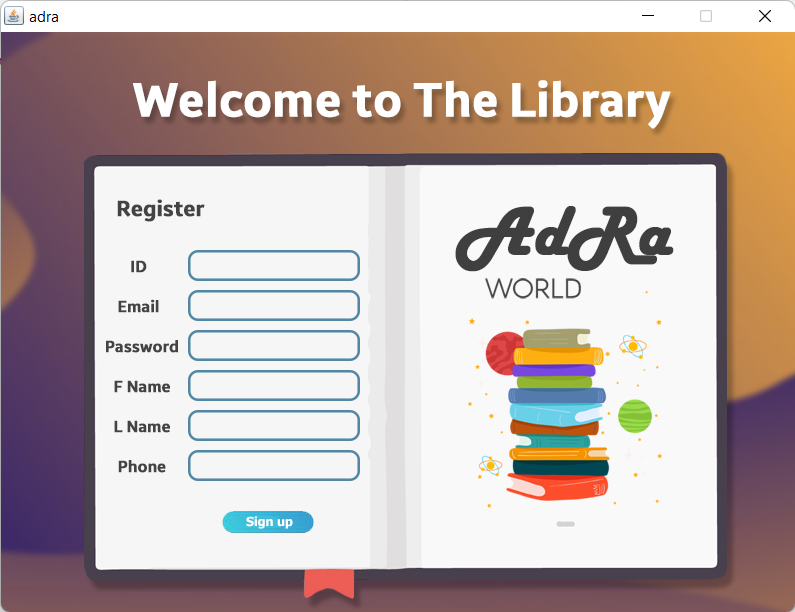 adra
Welcome to The Library
Register
ID
Email
Password
F Name
L Name
Phone
Sign up
AdRa
WORLD